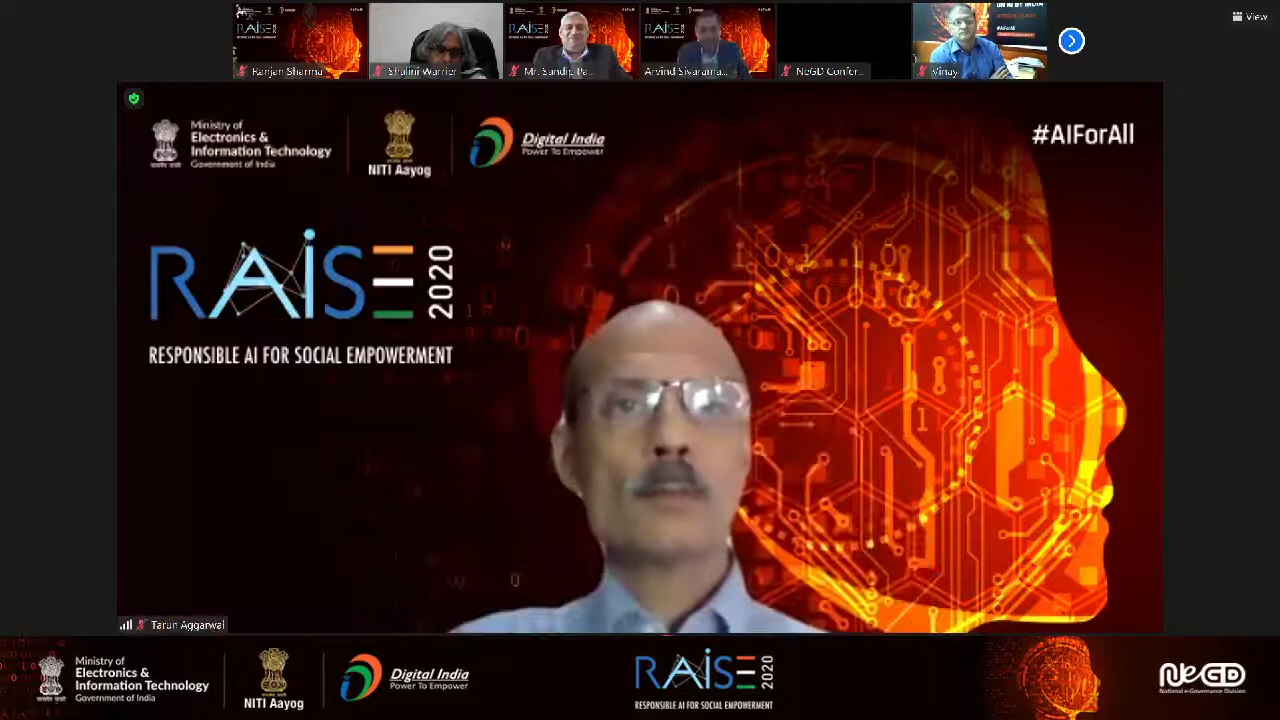 View
Ranjan Sharma
Shalini Warrier
Mr. Sandip Pa...
Arvind Sivarama...
NeGD Confer...
Vinay
Ministry of
Electronics &
Information Technology
Government of India
NITI Aayog
Digital India
Power To Empower
#AIForAll
RAISE 2020
RESPONSIBLE AI FOR SOCIAL EMPOWERMENT
Tarun Aggarwal
Ministry of
Electronics &
Information Technology
Government of India
NITI Aayog
Digital India
Power To Empower
RAISE 2020
RESPONSIBLE AI FOR SOCIAL EMPOWERMENT
NeGD
National e-Governance Division